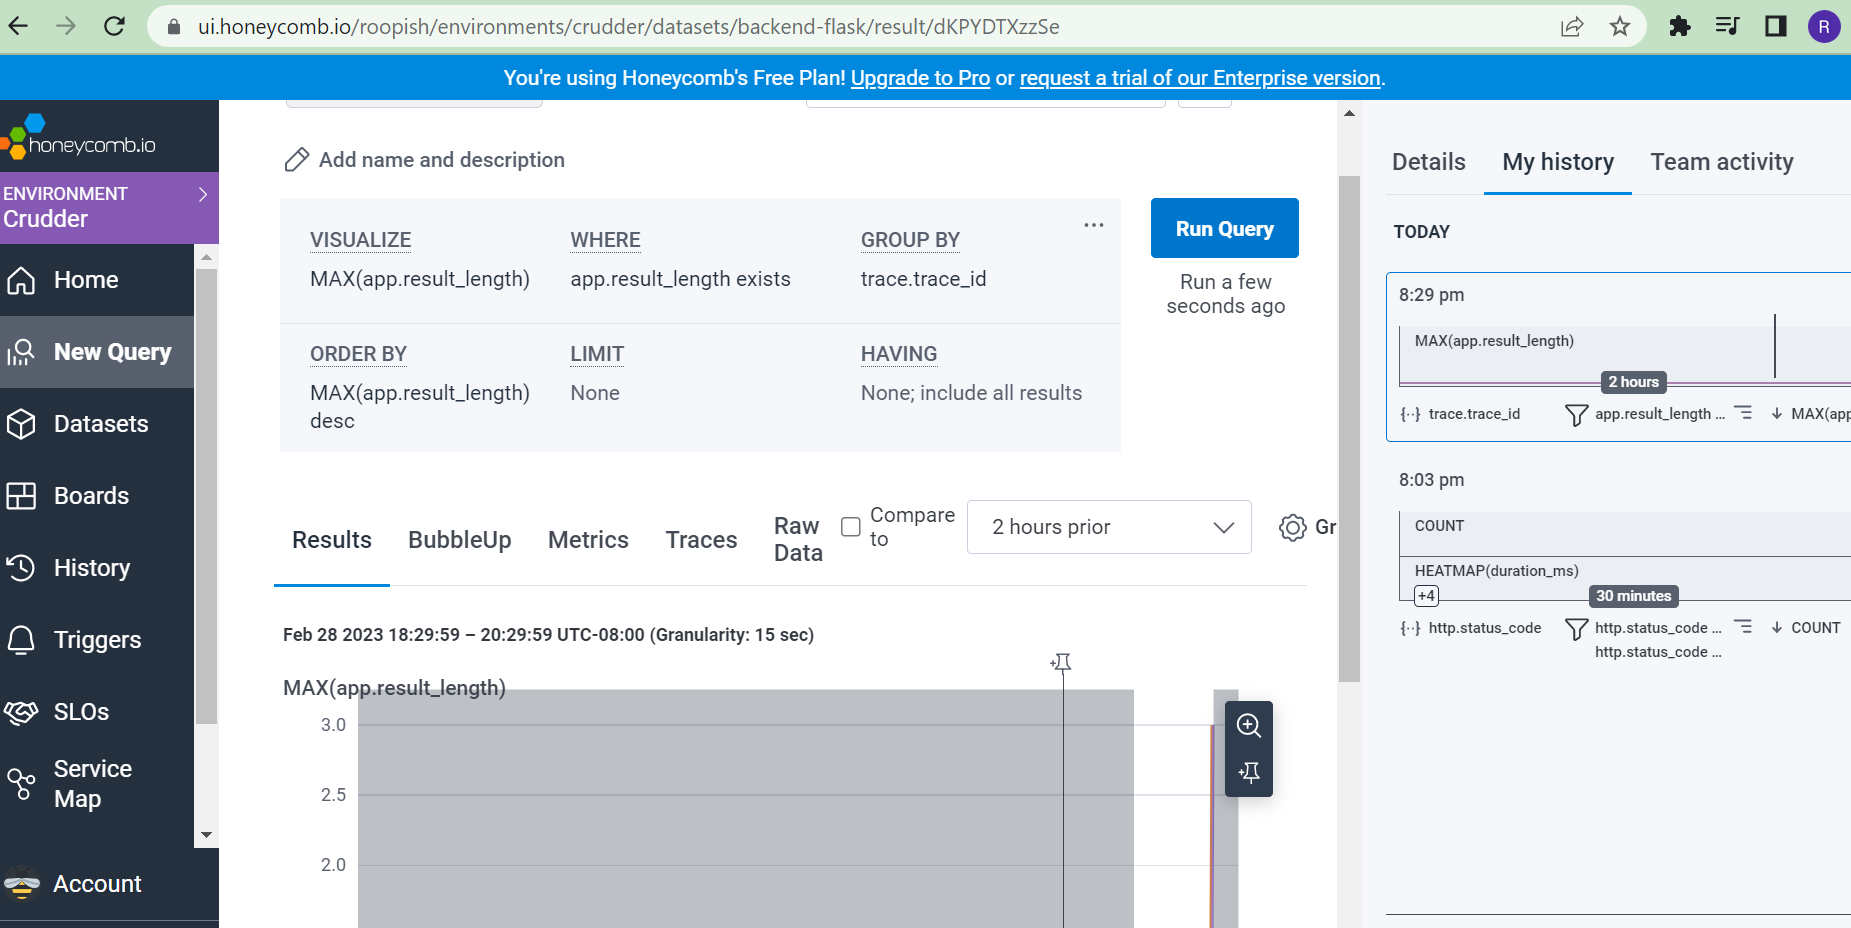 ui.honeycomb.io/roopish/environments/crudder/datasets/backend-flask/result/dKPYDTXzzSe
R
You're using Honeycomb's Free Plan! Upgrade to Pro or request a trial of our Enterprise version.
honeycomb.io
ENVIRONMENT
Crudder
Home
New Query
Datasets
Boards
History
Triggers
SLOs
Service
Map
Account
Add name and description
VISUALIZE
MAX(app.result_length)
WHERE
app.result_length exists
GROUP BY
trace.trace_id
ORDER BY
MAX(app.result_length)
desc
LIMIT
None
HAVING
None; include all results
Run Query
Run a few
seconds ago
Results
BubbleUp
Metrics
Traces
Raw
Data
Compare
to
2 hours prior
Gr
Feb 28 2023 18:29:59 – 20:29:59 UTC-08:00 (Granularity: 15 sec)
MAX(app.result_length)
3.0
2.5
2.0
Details
My history
Team activity
TODAY
8:29 pm
MAX(app.result_length)
2 hours
trace.trace_id
app.result_length ...
MAX(app
8:03 pm
COUNT
HEATMAP(duration_ms)
+4
30 minutes
http.status_code
http.status_code ...
http.status_code ...
COUNT